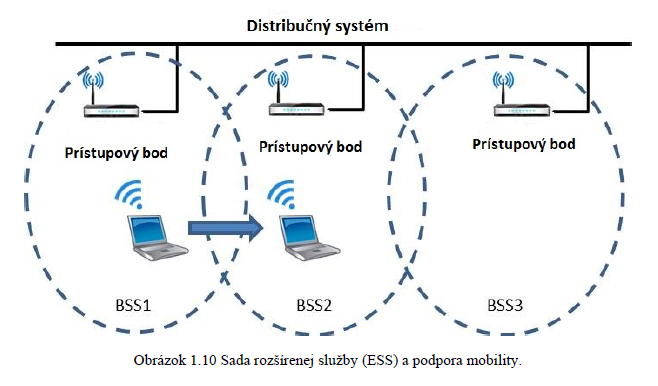 Distribučný systém
Prístupový bod
Prístupový bod
Prístupový bod
BSS1
BSS2
BSS3
Obrázok 1.10 Sada rozšírenej služby (ESS) a podpora mobility.